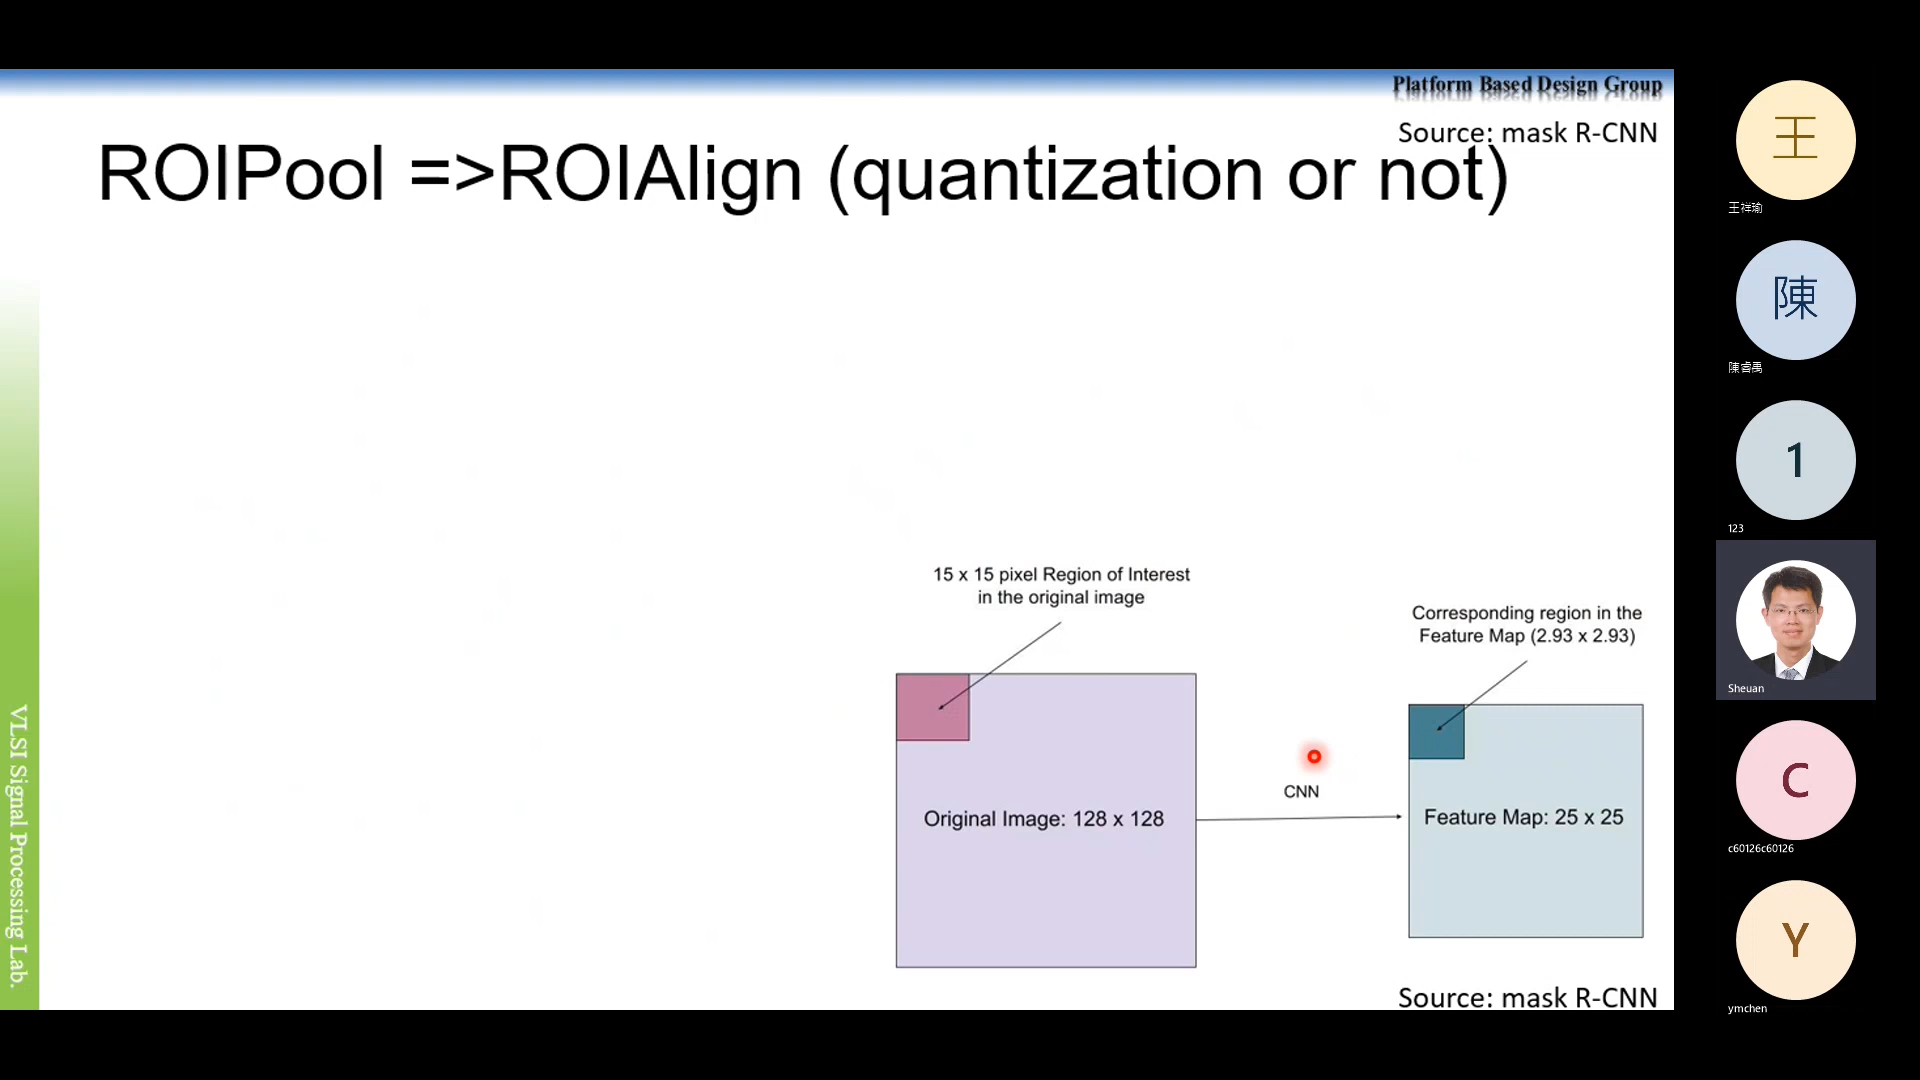 Platform Based Design Group
Source: mask R-CNN
ROIPool =>ROIAlign (quantization or not)
15 x 15 pixel Region of Interest
in the original image
Corresponding region in the
Feature Map (2.93 x 2.93)
CNN
Original Image: 128 x 128
Feature Map: 25 x 25
Source: mask R-CNN
VLSI Signal Processing Lab.
王
王祥瑜
陳
陳睿禹
1
123
Sheuan
C
c60126c60126
Y
ymchen